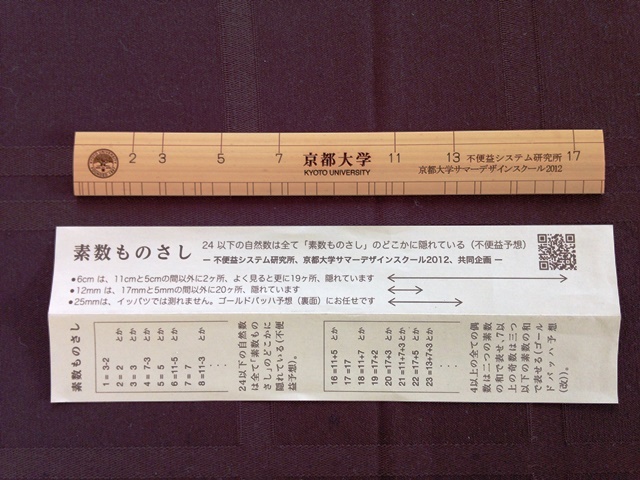 2 3 5 7 京都大学 11 13 不便益システム研究所 17
KYOTO UNIVERSITY 京都大学サマーデザインスクール2012
素数ものさし 24 以下の自然数は全て「素数ものさし」のどこかに隠れている（不便益予想）
– 不便益システム研究所、京都大学サマーデザインスクール2012、共同企画 –
●6cm は、11cmと5cmの間以外に2ヶ所、よく見ると更に19ヶ所、隠れています
●12mm は、17mmと5mmの間以外に20ヶ所、隠れています
●25mmは、イッパツでは測れません。ゴールドバッハ予想（裏面）にお任せです
素数ものさし
1 = 3-2 とか
2 = 2 とか
3 = 3 とか
4 = 7-3 とか
5 = 5 とか
6 =11-5 とか
7 = 7 とか
8 =11-3 とか
24以下の自然数
は全て「素数もの
さし」のどこかに
隠れている（不便
益予想）。
16 =11+5 とか
17 =17 とか
18 =11+7 とか
19 =17+2 とか
20 =17+3 とか
21 =11+7+3 とか
22 =17+5 とか
23 =13+7+3 とか
4以上の全ての偶
数は二つの素数
の和で表せ、7以
上の奇数は三つ
以下の素数の和
で表せる（ゴール
ドバッハ予想
（改））。